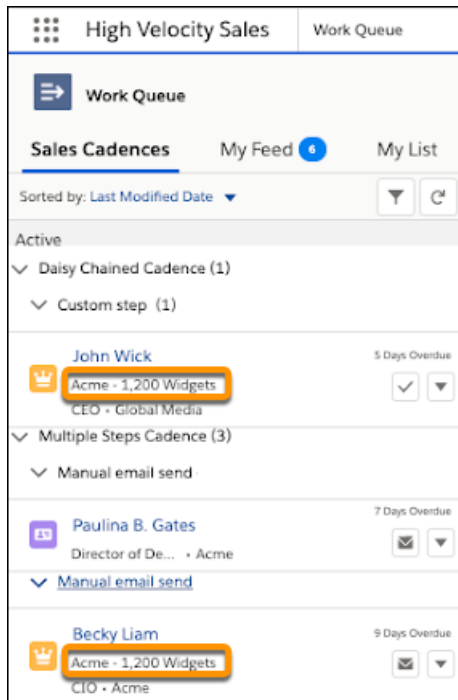 High Velocity Sales Work Queue
Work Queue
Sales Cadences My Feed 6 My List
Sorted by: Last Modified Date
Active
Daisy Chained Cadence (1)
Custom step (1)
John Wick 5 Days Overdue
Acme - 1,200 Widgets
CEO • Global Media
Multiple Steps Cadence (3)
Manual email send
Paulina B. Gates 7 Days Overdue
Director of De... • Acme
Manual email send
Becky Liam 9 Days Overdue
Acme - 1,200 Widgets
CIO • Acme